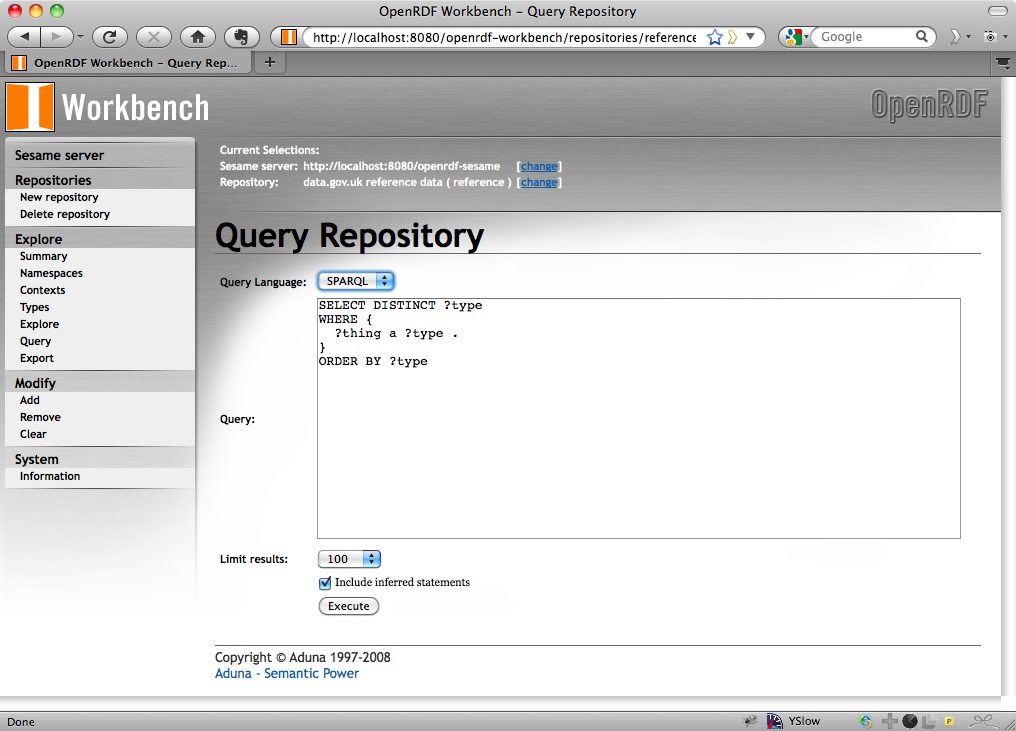 OpenRDF Workbench – Query Repository
http://localhost:8080/openrdf-workbench/repositories/reference
Google
OpenRDF Workbench – Query Rep...
Workbench
OpenRDF
Sesame server
Repositories
New repository
Delete repository
Explore
Summary
Namespaces
Contexts
Types
Explore
Query
Export
Modify
Add
Remove
Clear
System
Information
Current Selections:
Sesame server: http://localhost:8080/openrdf-sesame [change]
Repository: data.gov.uk reference data ( reference ) [change]
Query Repository
Query Language: SPARQL
SELECT DISTINCT ?type
WHERE {
?thing a ?type .
}
ORDER BY ?type
Query:
Limit results: 100
Include inferred statements
Execute
Copyright © Aduna 1997-2008
Aduna - Semantic Power
Done
YSlow
P